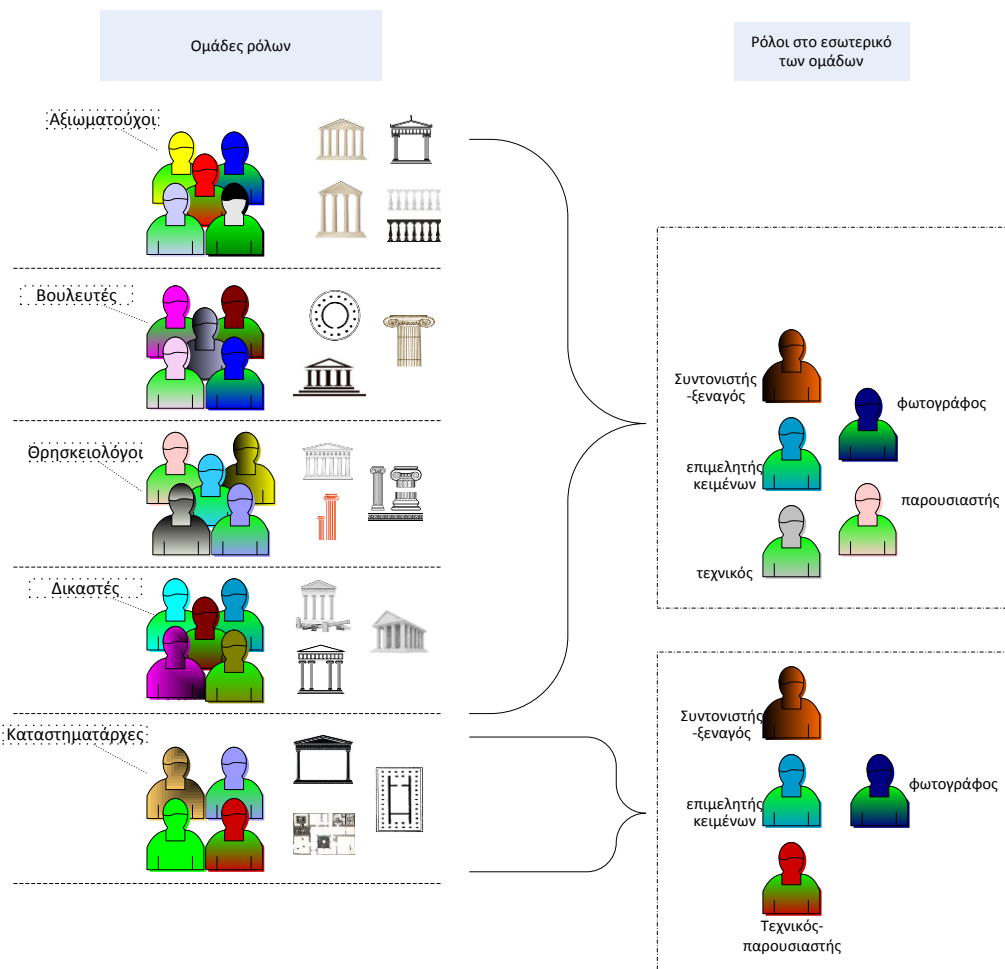 Ομάδες ρόλων
Ρόλοι στο εσωτερικό
των ομάδων
Αξιωματούχοι
Βουλευτές
Θρησκειολόγοι
Δικαστές
Καταστηματάρχες
Συντονιστής
-ξεναγός
φωτογράφος
επιμελητής
κειμένων
παρουσιαστής
τεχνικός
Συντονιστής
-ξεναγός
επιμελητής
κειμένων
φωτογράφος
Τεχνικός-
παρουσιαστής